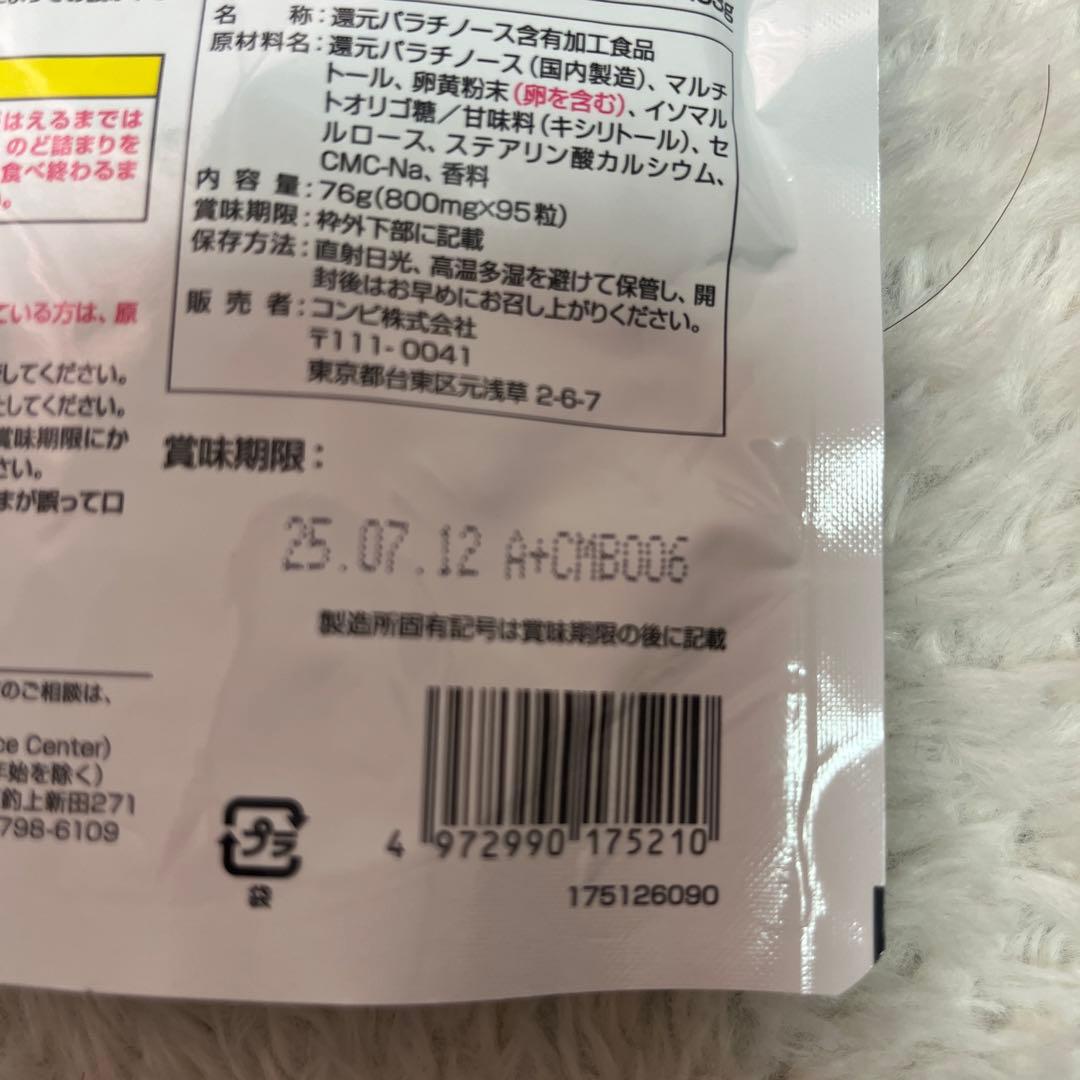 はえるまでは
のど詰まりを
食べ終わるま
。
ている方は、原
してください。
としてください。
賞味期限にか
さい。
まが誤って口
名 称:還元パラチノース含有加工食品
原材料名:還元パラチノース(国内製造)、マルチ
トール、卵黄粉末(卵を含む)、イソマル
トオリゴ糖/甘味料(キシリトール)、セ
ルロース、ステアリン酸カルシウム、
CMC-Na、香料
内容量:76g(800mg×95粒)
賞味期限:枠外下部に記載
保存方法:直射日光、高温多湿を避けて保管し、開
封後はお早めにお召し上がりください。
販売者:コンビ株式会社
〒111-0041
東京都台東区元浅草 2-6-7
賞味期限:
25.07.12 A+CMB006
製造所固有記号は賞味期限の後に記載
のご相談は、
ce Center)
年始を除く)
釣上新田271
798-6109
プラ
袋
4 972990 175210
175126090